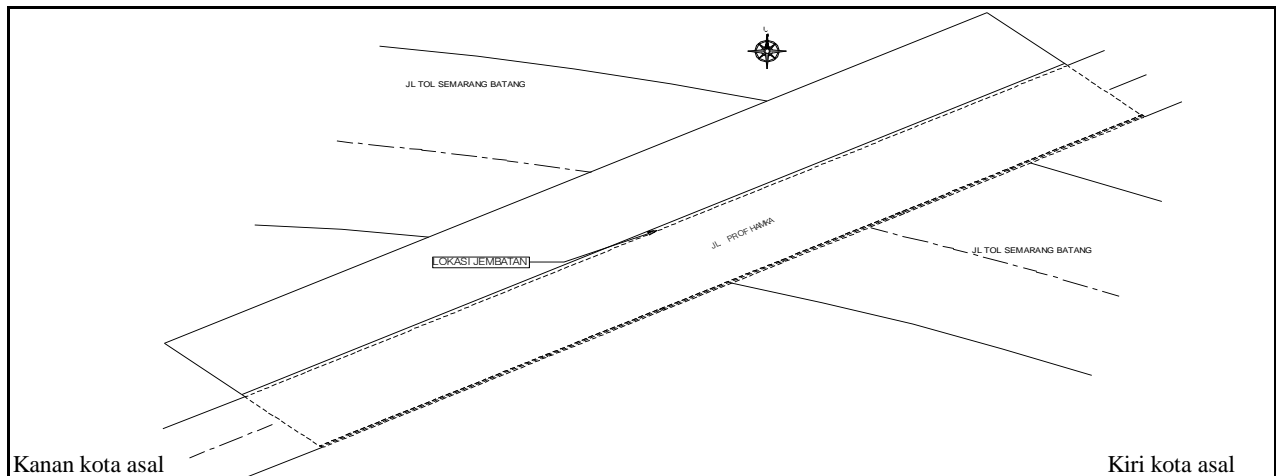 JL TOL SEMARANG BATANG
JL PROF HAMKA
LOKASI JEMBATAN
JL TOL SEMARANG BATANG
Kanan kota asal
Kiri kota asal